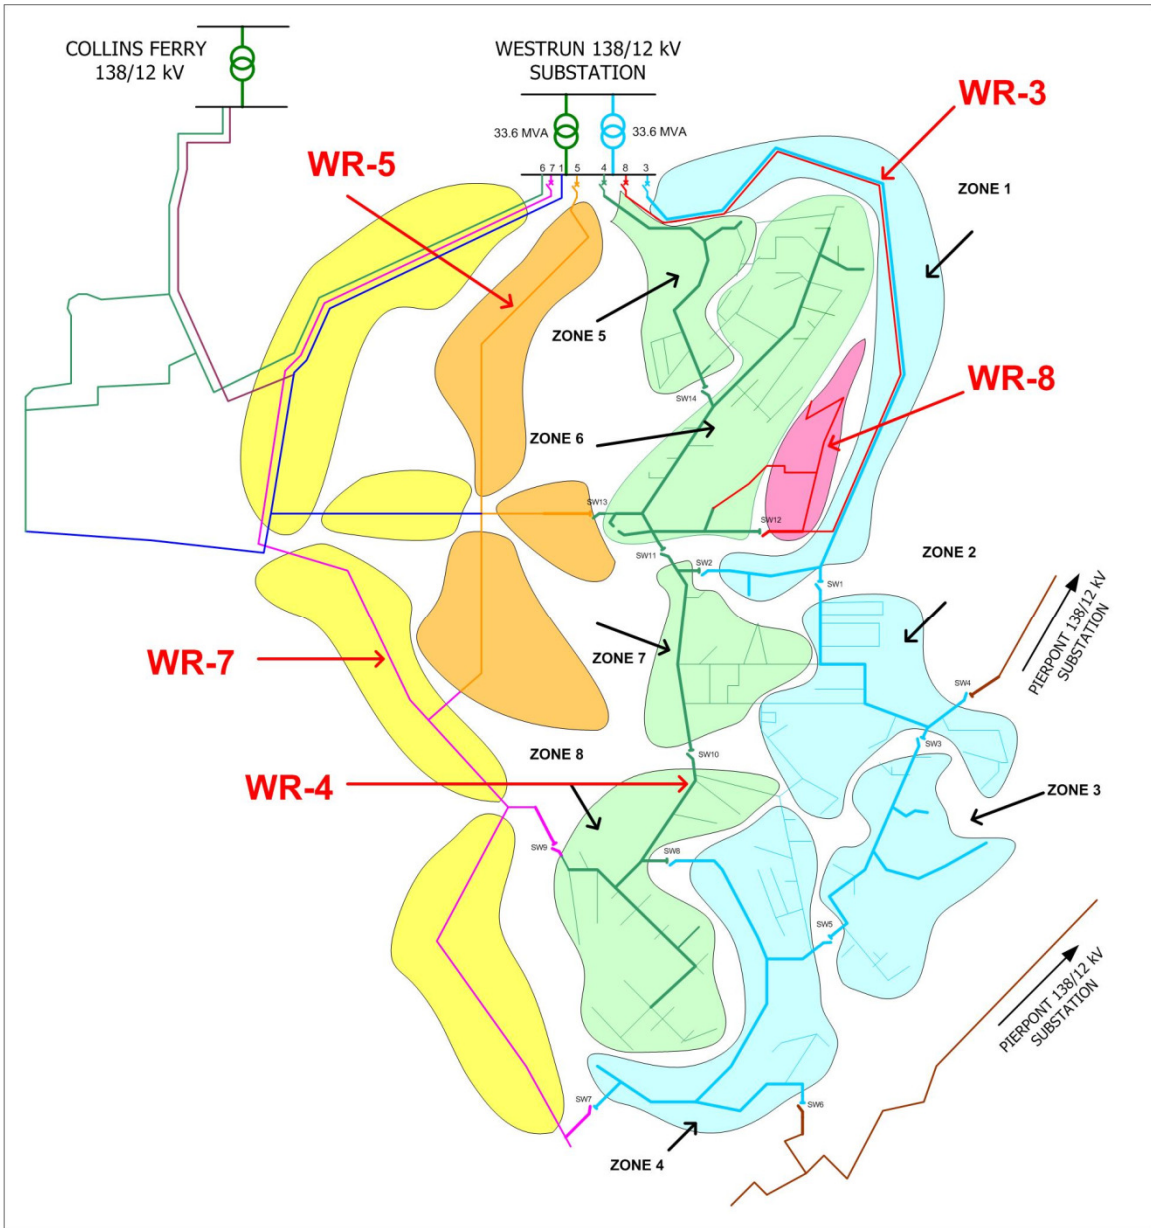 COLLINS FERRY
138/12 kV
WESTRUN 138/12 kV
SUBSTATION
33.6 MVA
33.6 MVA
6 7 1 5 4 8 3
WR-3
WR-5
ZONE 1
ZONE 5
WR-8
SW14
ZONE 6
SW13
SW12
SW11
SW2
ZONE 2
SW1
WR-7
ZONE 7
PIERPONT 138/12 kV
SUBSTATION
SW4
SW3
ZONE 8
SW10
WR-4
ZONE 3
SW9
SW8
SW5
PIERPONT 138/12 kV
SUBSTATION
SW7
SW6
ZONE 4